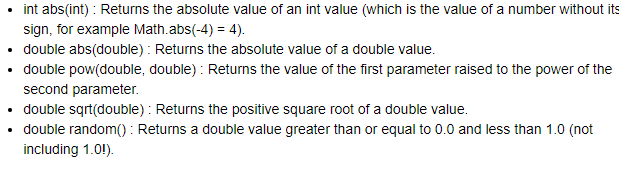 • int abs(int) : Returns the absolute value of an int value (which is the value of a number without its
sign, for example Math.abs(-4) = 4).
• double abs(double) : Returns the absolute value of a double value.
• double pow(double, double) : Returns the value of the first parameter raised to the power of the
second parameter.
• double sqrt(double) : Returns the positive square root of a double value.
• double random() : Returns a double value greater than or equal to 0.0 and less than 1.0 (not
including 1.0!).